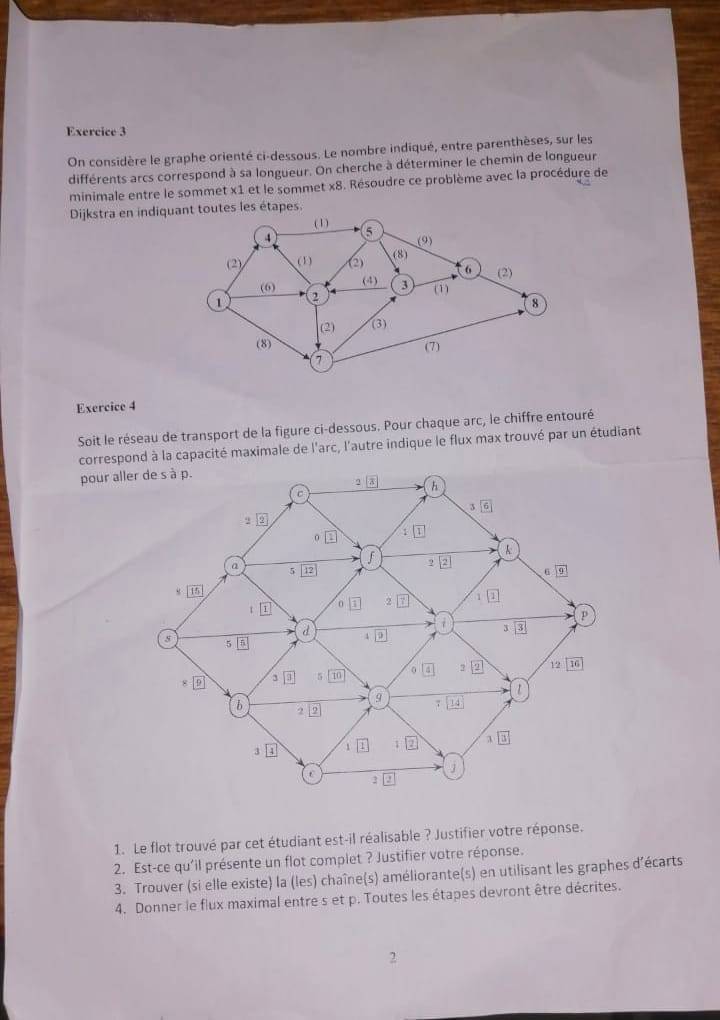 Exercice 3
On considère le graphe orienté ci-dessous. Le nombre indiqué, entre parenthèses, sur les
différents arcs correspond à sa longueur. On cherche à déterminer le chemin de longueur
minimale entre le sommet x1 et le sommet x8. Résoudre ce problème avec la procédure de
Dijkstra en indiquant toutes les étapes.
(1)
4 5
(9)
(2) (1) (2) (8)
6 (2)
(6) (4) 3 (1)
1 2 8
(2) (3)
(8) (7)
7
Exercice 4
Soit le réseau de transport de la figure ci-dessous. Pour chaque arc, le chiffre entouré
correspond à la capacité maximale de l'arc, l'autre indique le flux max trouvé par un étudiant
pour aller de s à p.
2 3
c h
2 2 3 6
0 1 1 1
a f 2 2 k
5 12 6 9
8 15
1 1 0 1 2 7 1 1
s d i p
5 5 4 9 3 3
8 9 3 3 5 10 0 4 2 2 12 16
b 2 2 g 7 14 l
3 4 1 1 1 2 3 3
e 2 2 j
1. Le flot trouvé par cet étudiant est-il réalisable ? Justifier votre réponse.
2. Est-ce qu'il présente un flot complet ? Justifier votre réponse.
3. Trouver (si elle existe) la (les) chaîne(s) améliorante(s) en utilisant les graphes d'écarts
4. Donner le flux maximal entre s et p. Toutes les étapes devront être décrites.
2